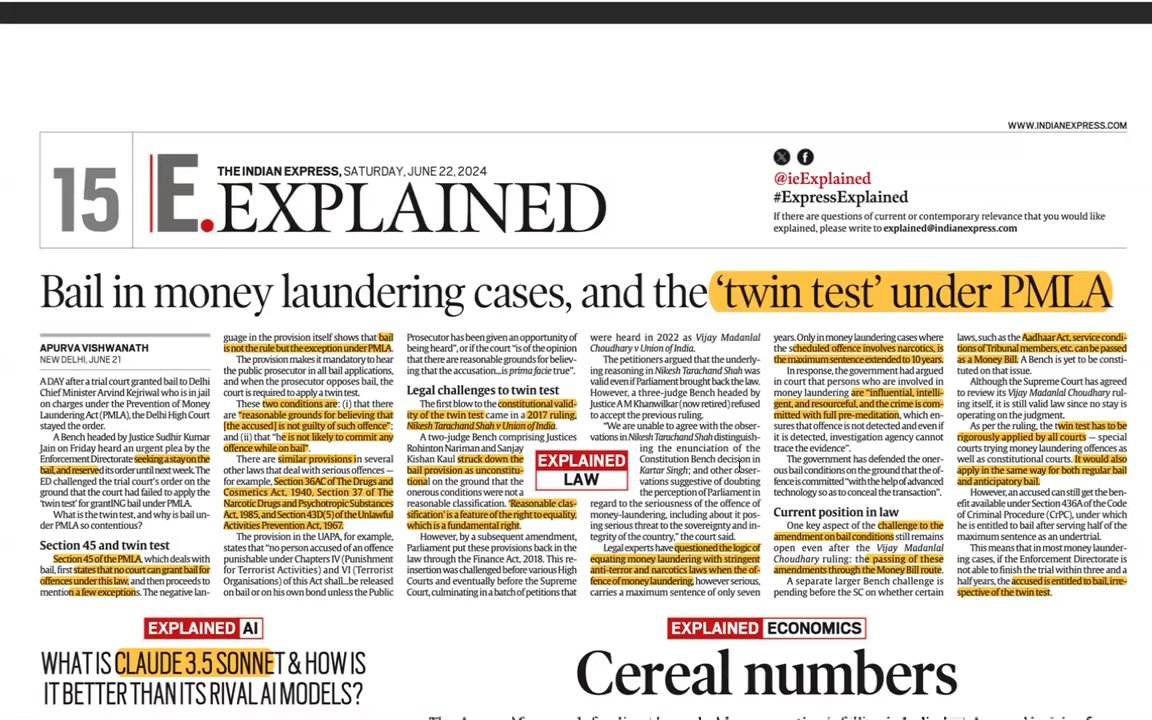 WWW.INDIANEXPRESS.COM
15
E.EXPLAINED
THE INDIAN EXPRESS, SATURDAY, JUNE 22, 2024
@ieExplained
#ExpressExplained
If there are questions of current or contemporary relevance that you would like
explained, please write to explained@indianexpress.com
Bail in money laundering cases, and the ‘twin test’ under PMLA
APURVA VISHWANATH
NEW DELHI, JUNE 21
A DAY after a trial court granted bail to Delhi
Chief Minister Arvind Kejriwal who is in jail
on charges under the Prevention of Money
Laundering Act (PMLA), the Delhi High Court
stayed the order.
A Bench headed by Justice Sudhir Kumar
Jain on Friday heard an urgent plea by the
Enforcement Directorate seeking a stay on the
bail, and reserved its order until next week. The
ED challenged the trial court's order on the
ground that the court had failed to apply the
'twin test' for grantING bail under PMLA.
What is the twin test, and why is bail un-
der PMLA so contentious?
Section 45 and twin test
Section 45 of the PMLA, which deals with
bail, first states that no court can grant bail for
offences under this law, and then proceeds to
mention a few exceptions. The negative lan-
guage in the provision itself shows that bail
is not the rule but the exception under PMLA.
The provision makes it mandatory to hear
the public prosecutor in all bail applications,
and when the prosecutor opposes bail, the
court is required to apply a twin test.
These two conditions are: (i) that there
are “reasonable grounds for believing that
[the accused] is not guilty of such offence”;
and (ii) that “he is not likely to commit any
offence while on bail”.
There are similar provisions in several
other laws that deal with serious offences —
for example, Section 36AC of The Drugs and
Cosmetics Act, 1940, Section 37 of The
Narcotic Drugs and Psychotropic Substances
Act, 1985, and Section 43D(5) of the Unlawful
Activities Prevention Act, 1967.
The provision in the UAPA, for example,
states that “no person accused of an offence
punishable under Chapters IV (Punishment
for Terrorist Activities) and VI (Terrorist
Organisations) of this Act shall...be released
on bail or on his own bond unless the Public
Prosecutor has been given an opportunity of
being heard”, or if the court “is of the opinion
that there are reasonable grounds for believ-
ing that the accusation...is prima facie true”.
Legal challenges to twin test
The first blow to the constitutional valid-
ity of the twin test came in a 2017 ruling,
Nikesh Tarachand Shah v Union of India.
A two-judge Bench comprising Justices
Rohinton Nariman and Sanjay
Kishan Kaul struck down the
bail provision as unconstitu-
tional on the ground that the
onerous conditions were not a
reasonable classification. ‘Reasonable clas-
sification’ is a feature of the right to equality,
which is a fundamental right.
However, by a subsequent amendment,
Parliament put these provisions back in the
law through the Finance Act, 2018. This re-
insertion was challenged before various High
Courts and eventually before the Supreme
Court, culminating in a batch of petitions that
EXPLAINED
LAW
were heard in 2022 as Vijay Madanlal
Choudhary v Union of India.
The petitioners argued that the underly-
ing reasoning in Nikesh Tarachand Shah was
valid even if Parliament brought back the law.
However, a three-judge Bench headed by
Justice A M Khanwilkar (now retired) refused
to accept the previous ruling.
“We are unable to agree with the obser-
vations in Nikesh Tarachand Shah distinguish-
ing the enunciation of the
Constitution Bench decision in
Kartar Singh; and other obser-
vations suggestive of doubting
the perception of Parliament in
regard to the seriousness of the offence of
money-laundering, including about it pos-
ing serious threat to the sovereignty and in-
tegrity of the country,” the court said.
Legal experts have questioned the logic of
equating money laundering with stringent
anti-terror and narcotics laws when the of-
fence of money laundering, however serious,
carries a maximum sentence of only seven
years. Only in money laundering cases where
the scheduled offence involves narcotics, is
the maximum sentence extended to 10 years.
In response, the government had argued
in court that persons who are involved in
money laundering are “influential, intelli-
gent, and resourceful, and the crime is com-
mitted with full pre-meditation, which en-
sures that offence is not detected and even if
it is detected, investigation agency cannot
trace the evidence”.
The government has defended the oner-
ous bail conditions on the ground that the of-
fence is committed “with the help of advanced
technology so as to conceal the transaction”.
Current position in law
One key aspect of the challenge to the
amendment on bail conditions still remains
open even after the Vijay Madanlal
Choudhary ruling: the passing of these
amendments through the Money Bill route.
A separate larger Bench challenge is
pending before the SC on whether certain
laws, such as the Aadhaar Act, service condi-
tions of Tribunal members, etc. can be passed
as a Money Bill. A Bench is yet to be consti-
tuted on that issue.
Although the Supreme Court has agreed
to review its Vijay Madanlal Choudhary rul-
ing itself, it is still valid law since no stay is
operating on the judgment.
As per the ruling, the twin test has to be
rigorously applied by all courts — special
courts trying money laundering offences as
well as constitutional courts. It would also
apply in the same way for both regular bail
and anticipatory bail.
However, an accused can still get the ben-
efit available under Section 436A of the Code
of Criminal Procedure (CrPC), under which
he is entitled to bail after serving half of the
maximum sentence as an undertrial.
This means that in most money launder-
ing cases, if the Enforcement Directorate is
not able to finish the trial within three and a
half years, the accused is entitled to bail, irre-
spective of the twin test.
EXPLAINED AI
WHAT IS CLAUDE 3.5 SONNET & HOW IS
IT BETTER THAN ITS RIVAL AI MODELS?
EXPLAINED ECONOMICS
Cereal numbers